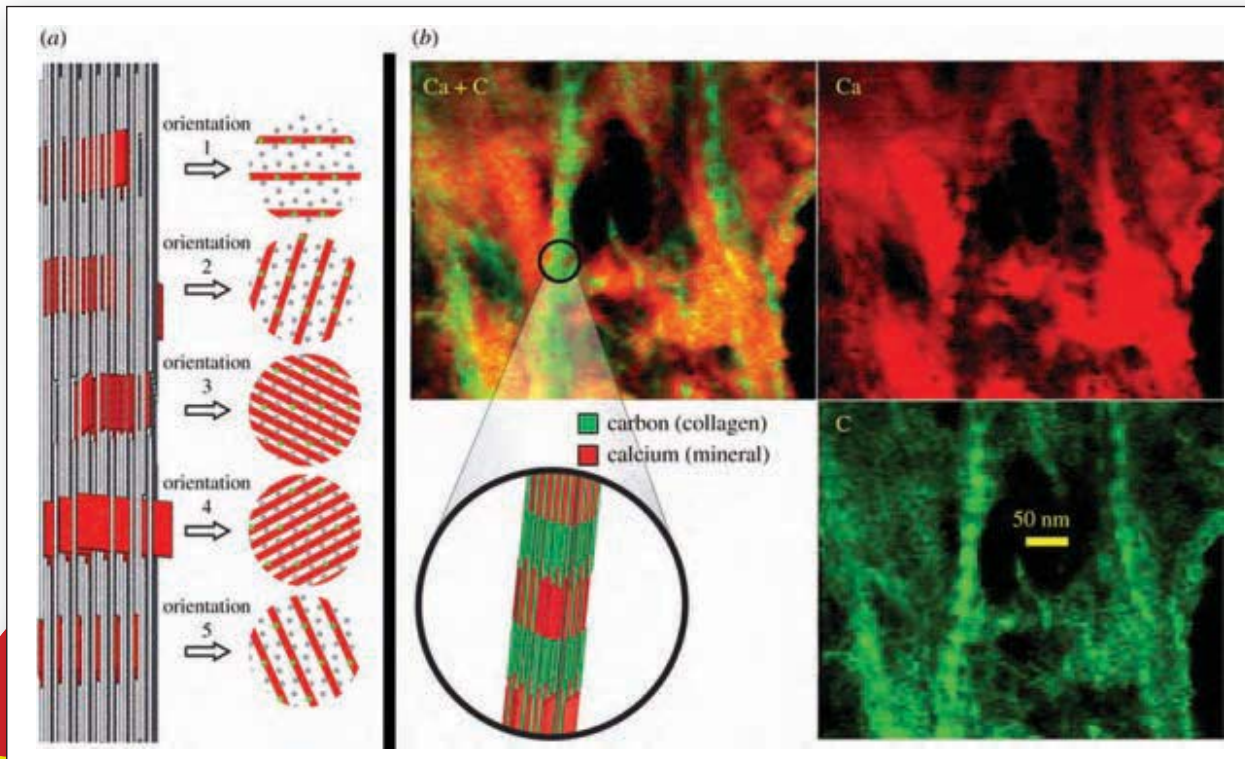 (a)
orientation
1
orientation
2
orientation
3
orientation
4
orientation
5
(b)
Ca + C
Ca
carbon (collagen)
calcium (mineral)
C
50 nm